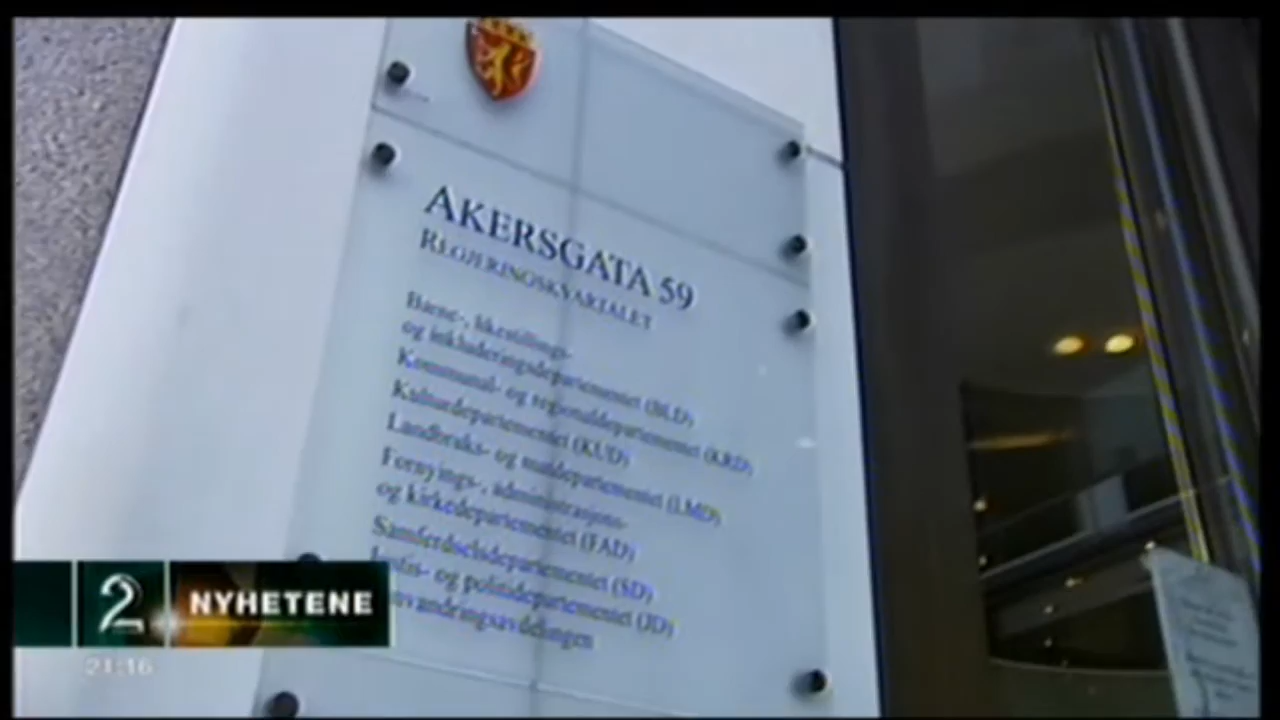 AKERSGATA 59
REGJERINGSKVARTALET
Barne-, likestillings-
og inkluderingsdepartementet (BLD)
Kommunal- og regionaldepartementet (KRD)
Kulturdepartementet (KUD)
Landbruks- og matdepartementet (LMD)
Fornyings-, administrasjons-
og kirkedepartementet (FAD)
Samferdselsdepartementet (SD)
Justis- og politidepartementet (JD)
2 NYHETENE
21:16